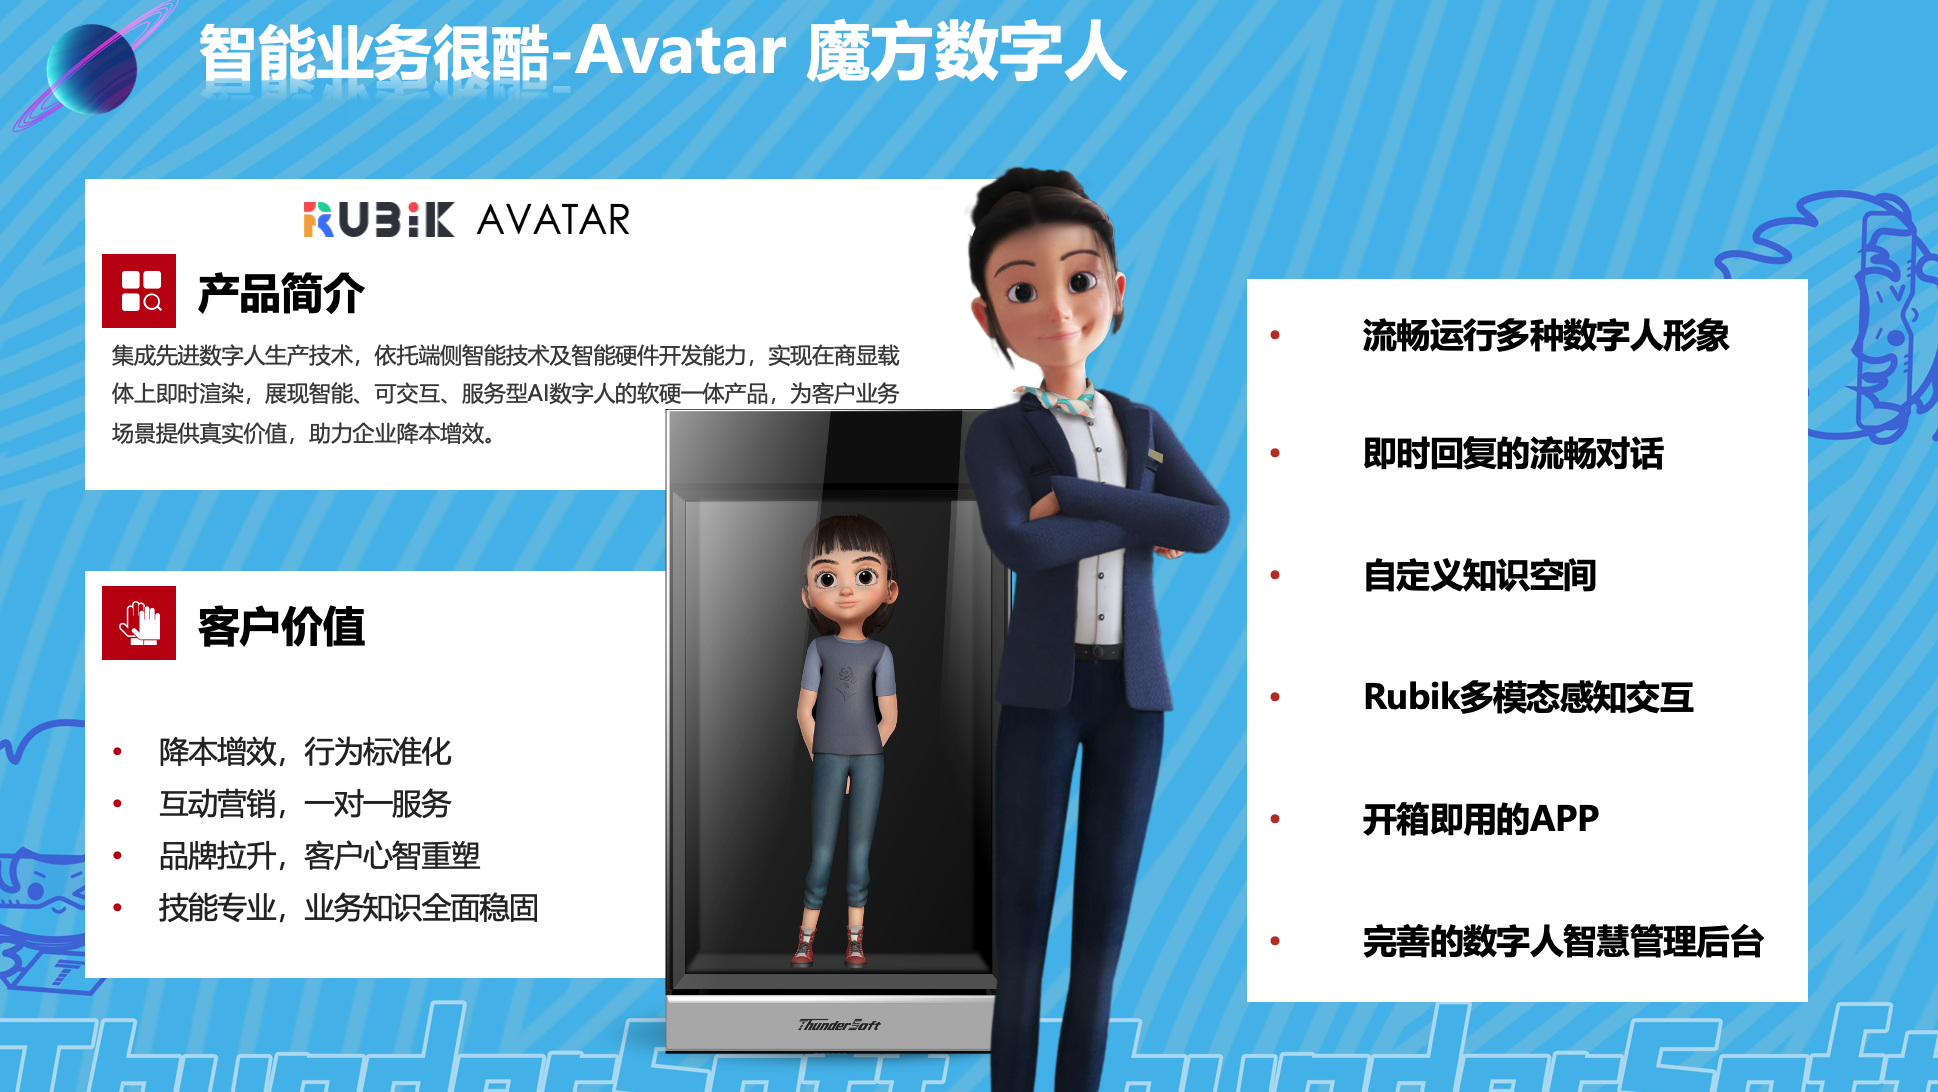 智能业务很酷-Avatar 魔方数字人
RUBiK AVATAR
产品简介
集成先进数字人生产技术，依托端侧智能技术及智能硬件开发能力，实现在商显载
体上即时渲染，展现智能、可交互、服务型AI数字人的软硬一体产品，为客户业务
场景提供真实价值，助力企业降本增效。
客户价值
• 降本增效，行为标准化
• 互动营销，一对一服务
• 品牌拉升，客户心智重塑
• 技能专业，业务知识全面稳固
ThunderSoft
• 流畅运行多种数字人形象
• 即时回复的流畅对话
• 自定义知识空间
• Rubik多模态感知交互
• 开箱即用的APP
• 完善的数字人智慧管理后台
ThunderSoft ThunderSoft